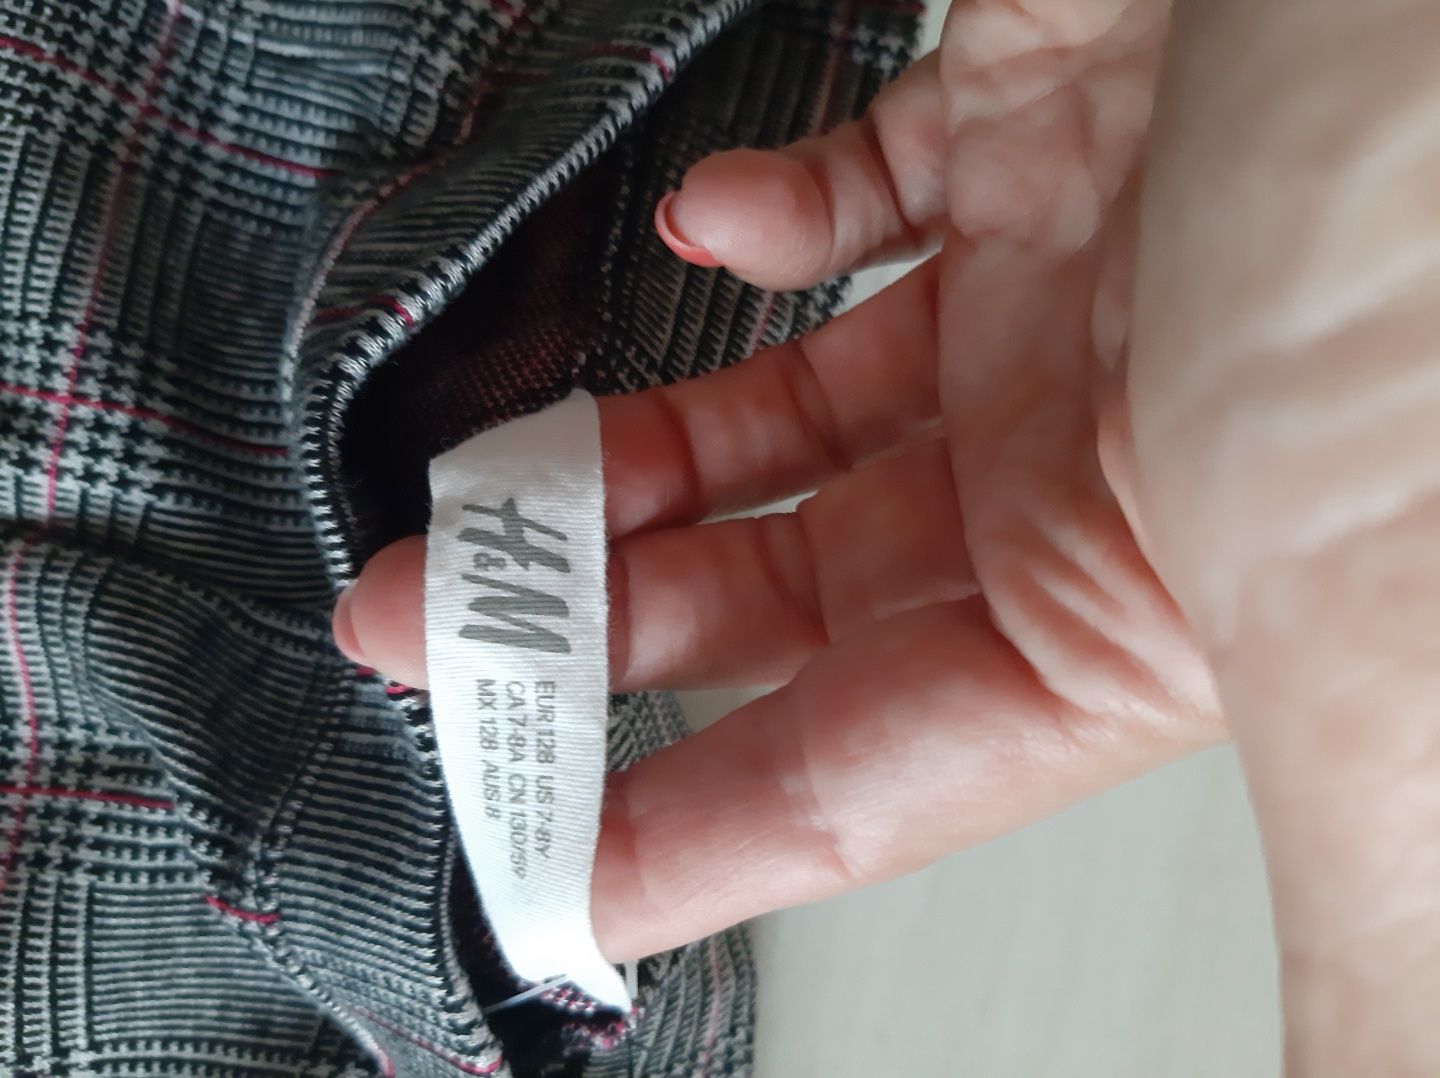 H&M
EUR 128 US 7-8Y
CA 7-8A CN 130/59
MX 128 AUS 8